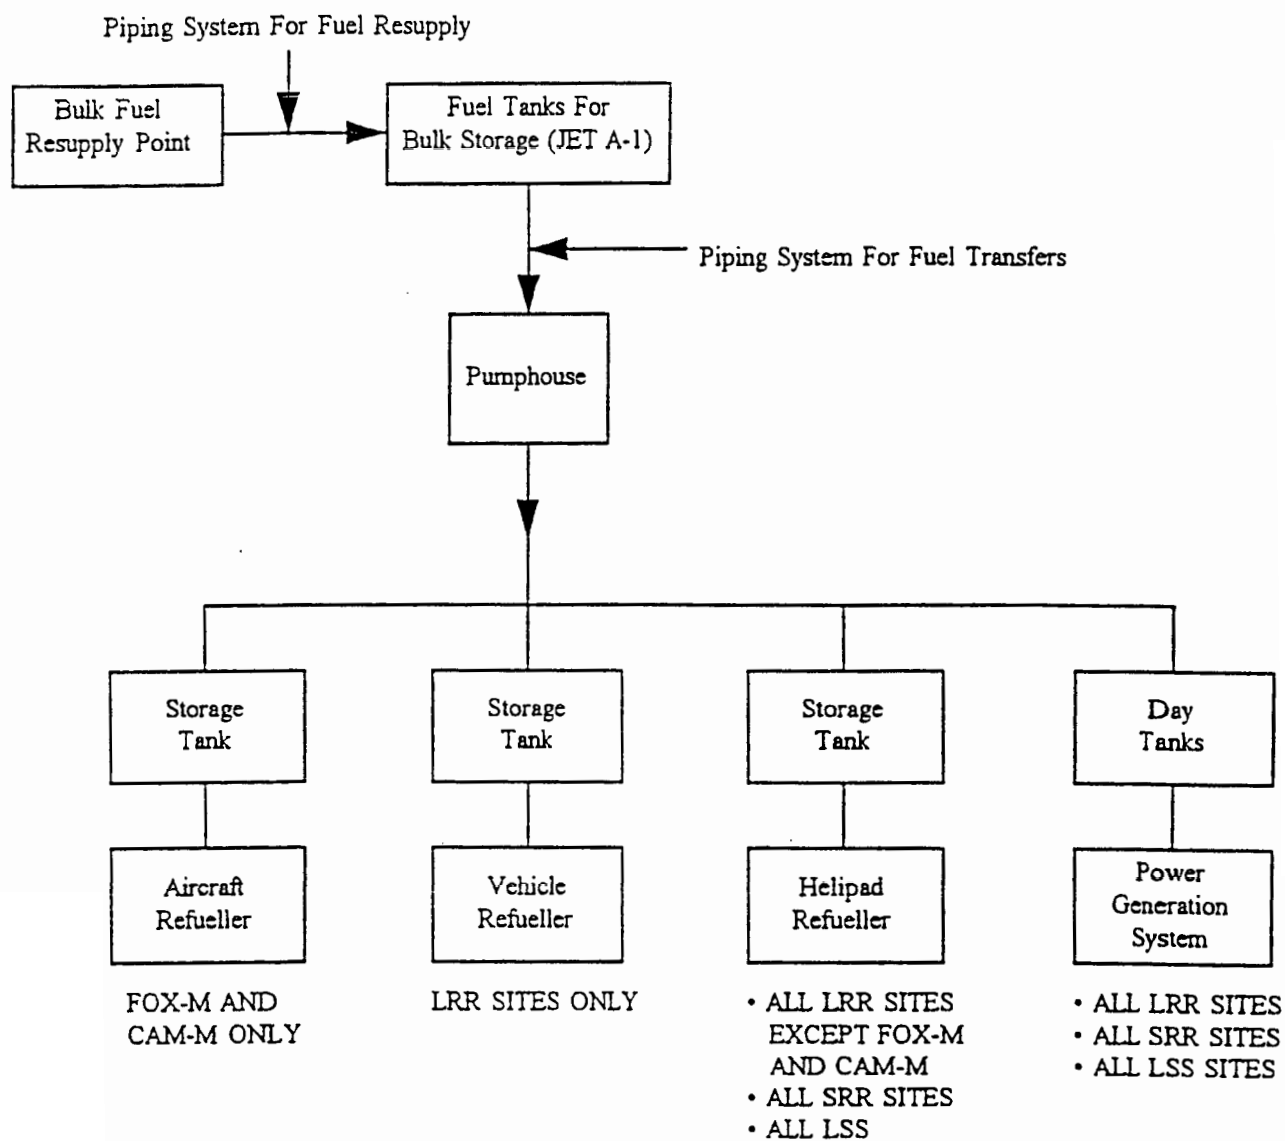 Piping System For Fuel Resupply
Bulk Fuel
Resupply Point
Fuel Tanks For
Bulk Storage (JET A-1)
Piping System For Fuel Transfers
Pumphouse
Storage
Tank
Storage
Tank
Storage
Tank
Day
Tanks
Aircraft
Refueller
Vehicle
Refueller
Helipad
Refueller
Power
Generation
System
FOX-M AND
CAM-M ONLY
LRR SITES ONLY
• ALL LRR SITES
EXCEPT FOX-M
AND CAM-M
• ALL SRR SITES
• ALL LSS
• ALL LRR SITES
• ALL SRR SITES
• ALL LSS SITES